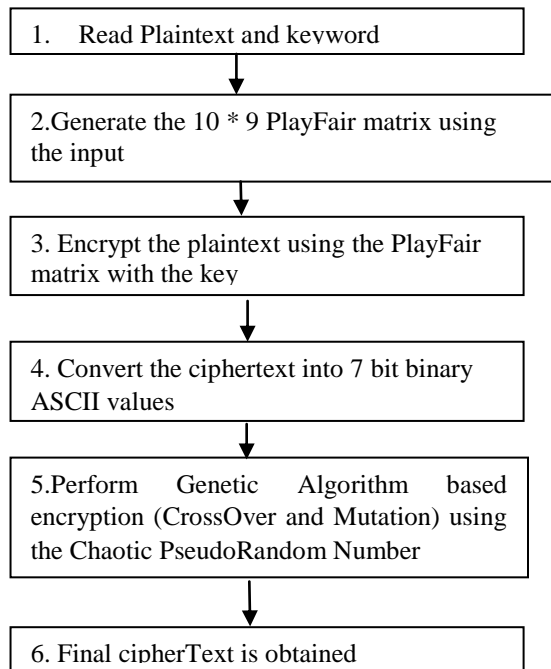 1. Read Plaintext and keyword
2.Generate the 10 * 9 PlayFair matrix using
the input
3. Encrypt the plaintext using the PlayFair
matrix with the key
4. Convert the ciphertext into 7 bit binary
ASCII values
5.Perform Genetic Algorithm based
encryption (CrossOver and Mutation) using
the Chaotic PseudoRandom Number
6. Final cipherText is obtained